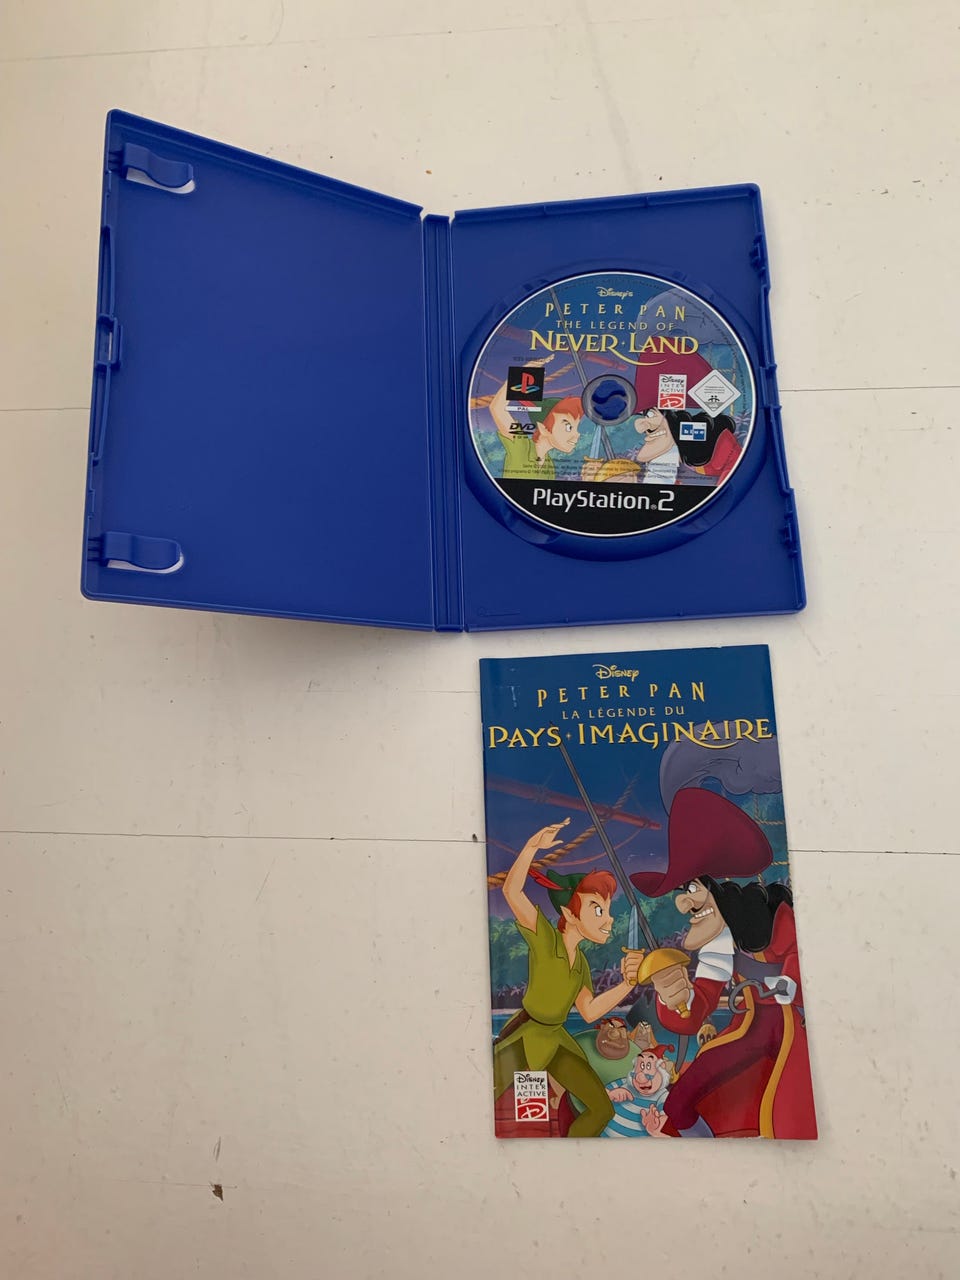 Disney's
PETER PAN
THE LEGEND OF
NEVER·LAND
PAL
DVD
ROM
Disney
INTER
ACTIVE
PlayStation®2
Disney
PETER PAN
LA LÉGENDE DU
PAYS·IMAGINAIRE
Disney
INTER
ACTIVE